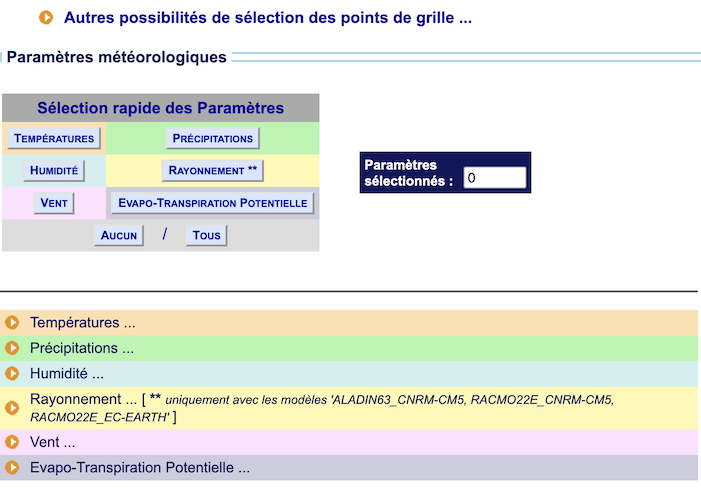 Autres possibilités de sélection des points de grille ...
Paramètres météorologiques
Sélection rapide des Paramètres
Températures
Précipitations
Humidité
Rayonnement **
Vent
Evapo-Transpiration Potentielle
Aucun / Tous
Paramètres
sélectionnés : 0
Températures ...
Précipitations ...
Humidité ...
Rayonnement ... [ ** uniquement avec les modèles 'ALADIN63_CNRM-CM5, RACMO22E_CNRM-CM5,
RACMO22E_EC-EARTH' ]
Vent ...
Evapo-Transpiration Potentielle ...